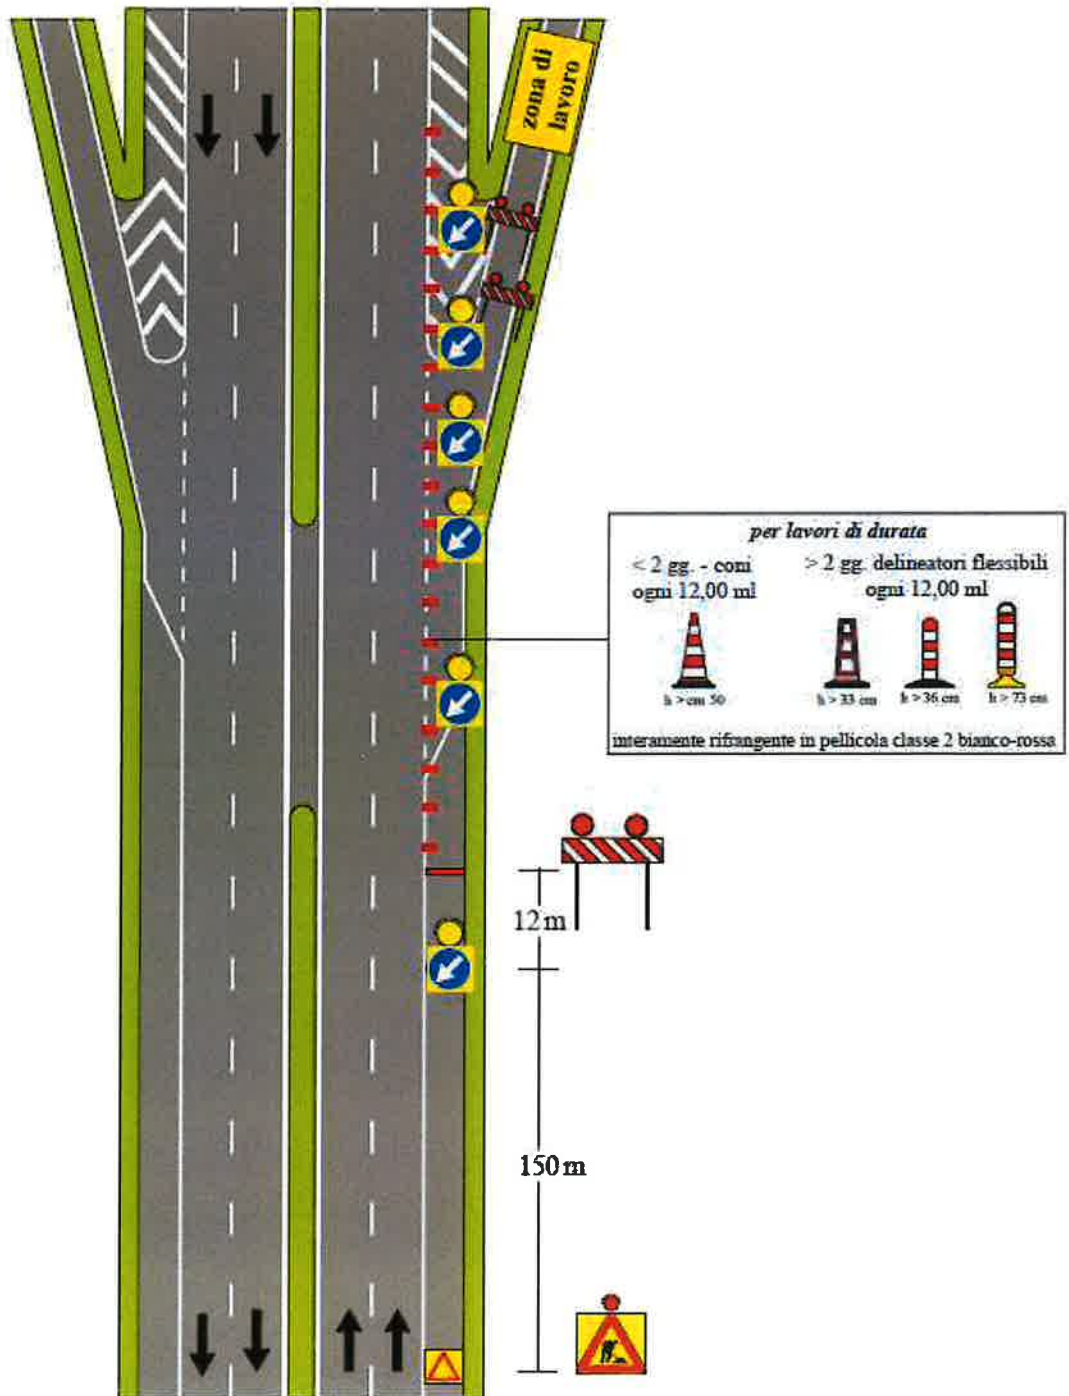 zona di
lavoro
per lavori di durata
< 2 gg. - coni
ogni 12,00 ml
> 2 gg. delineatori flessibili
ogni 12,00 ml
h > cm 50
h > 33 cm
h > 36 cm
h > 73 cm
interamente rifrangente in pellicola classe 2 bianco-rossa
12 m
150 m